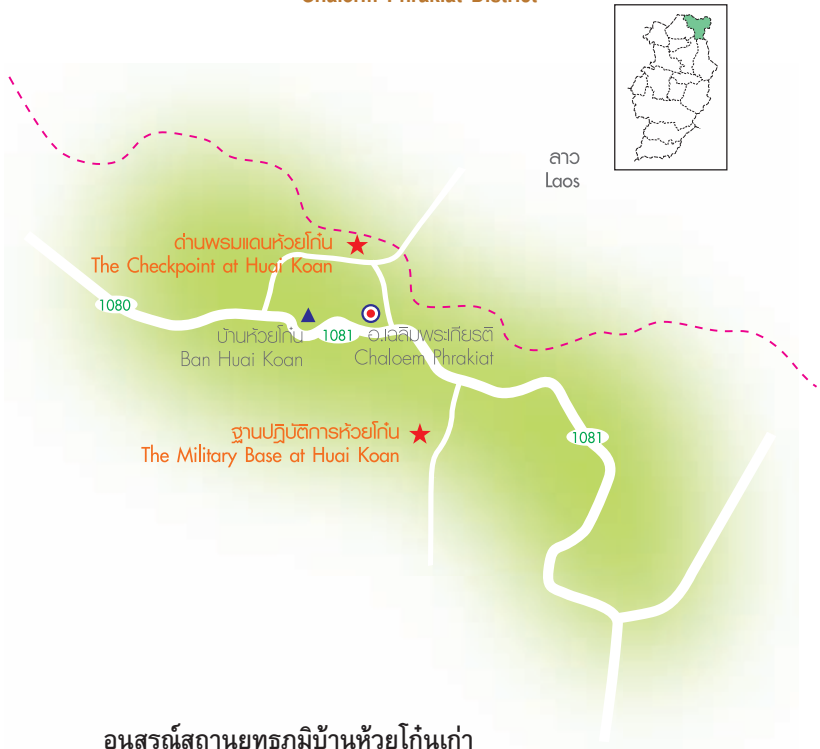 Chaloem Phrakiat District
ลาว
Laos
ด่านพรมแดนห้วยโก๋น
The Checkpoint at Huai Koan
1080
บ้านห้วยโก๋น
Ban Huai Koan
1081
อ.เฉลิมพระเกียรติ
Chaloem Phrakiat
ฐานปฏิบัติการห้วยโก๋น
The Military Base at Huai Koan
1081
อนุสรณ์สถานยุทธภูมิบ้านห้วยโก๋นเก่า